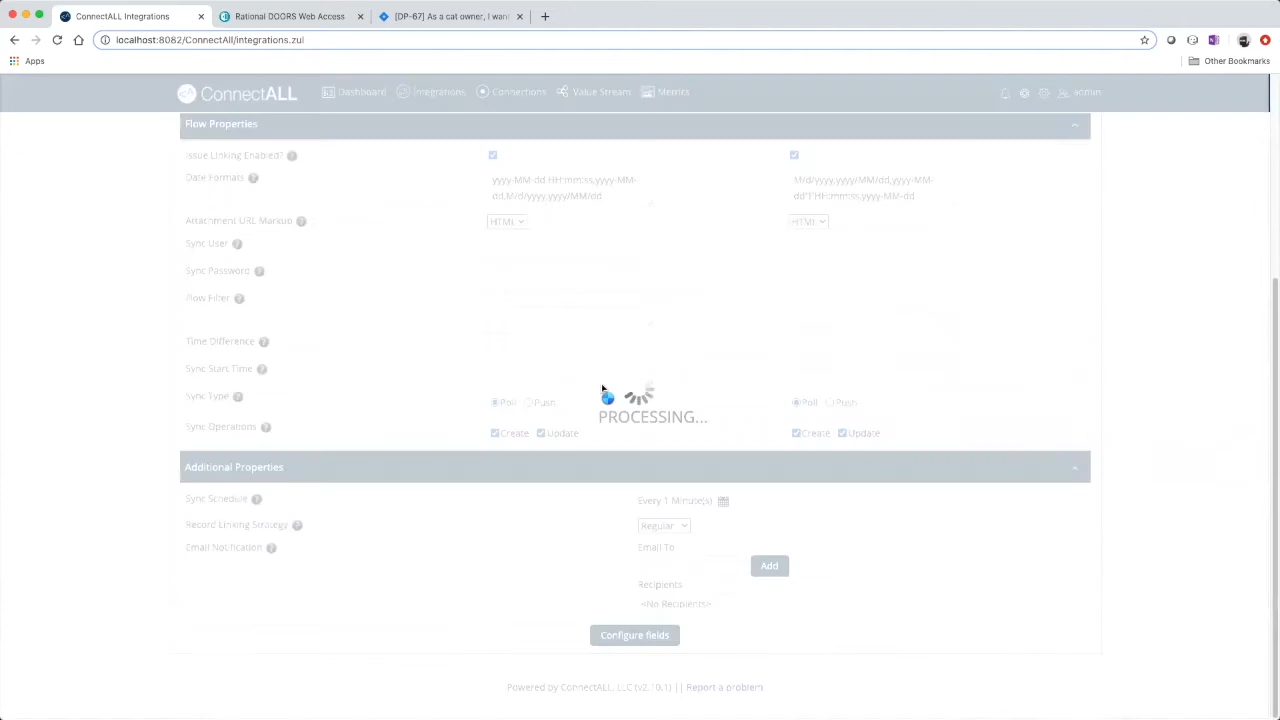 ConnectALL Integrations
Rational DOORS Web Access
[DP-67] As a cat owner, I want
localhost:8082/ConnectAll/integrations.zul
Apps
Other Bookmarks
ConnectALL
Dashboard
Integrations
Connections
Value Stream
Metrics
admin
Flow Properties
Issue Linking Enabled?
Date Formats
yyyy-MM-dd HH:mm:ss,yyyy-MM-
dd,M/d/yyyy,yyyy/MM/dd
M/d/yyyy,yyyy/MM/dd,yyyy-MM-
dd'T'HH:mm:ss,yyyy-MM-dd
Attachment URL Markup
HTML
HTML
Sync User
Sync Password
Flow Filter
Time Difference
Sync Start Time
Sync Type
Poll Push
Poll Push
PROCESSING...
Sync Operations
Create Update
Create Update
Additional Properties
Sync Schedule
Every 1 Minute(s)
Record Linking Strategy
Regular
Email Notification
Email To
Add
Recipients
<No Recipients>
Configure fields
Powered by ConnectALL, LLC (v2.10.1) || Report a problem